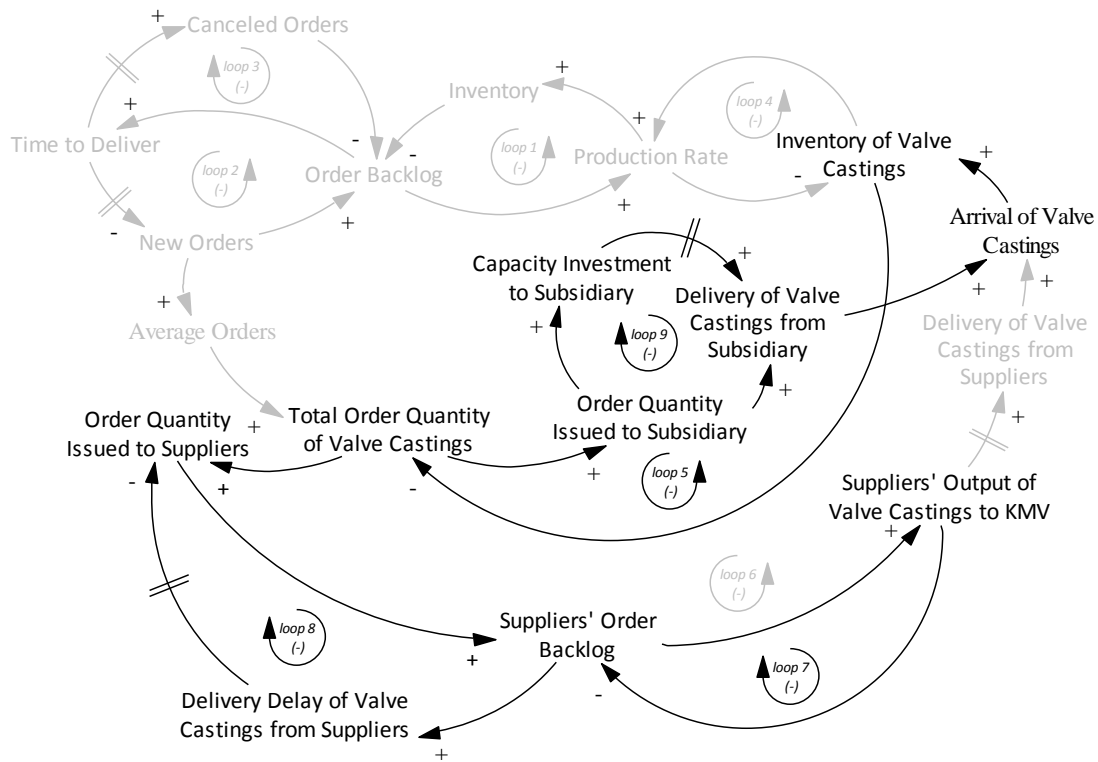 +
Canceled Orders
loop 3
(-)
+
Inventory
+
Time to Deliver
loop 2
(-)
-
Order Backlog
-
loop 1
(-)
+
Production Rate
loop 4
(-)
Inventory of Valve
Castings
-
+
-
New Orders
+
+
Arrival of Valve
Castings
+
Average Orders
Capacity Investment
to Subsidiary
+
Delivery of Valve
Castings from
Subsidiary
+
+
+
Delivery of Valve
Castings from
Suppliers
loop 9
(-)
+
Order Quantity
Issued to Suppliers
+
Total Order Quantity
of Valve Castings
Order Quantity
Issued to Subsidiary
+
-
+
-
+
loop 5
(-)
Suppliers' Output of
Valve Castings to KMV
+
loop 6
(-)
loop 8
(-)
Suppliers' Order
Backlog
+
-
loop 7
(-)
Delivery Delay of Valve
Castings from Suppliers
+